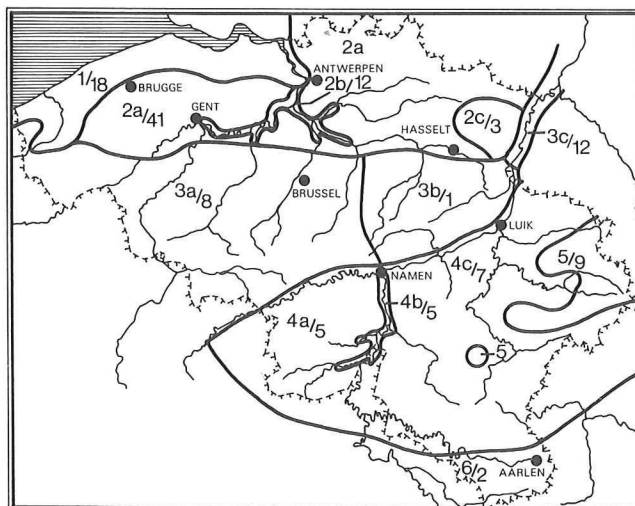 2a
1/18
BRUGGE
ANTWERPEN
2b/12
GENT
2a/41
HASSELT
2c/3
3c/12
3a/8
BRUSSEL
3b/1
LUIK
NAMEN
4c/7
5/9
4b/5
4a/5
5
6/2
AARLEN